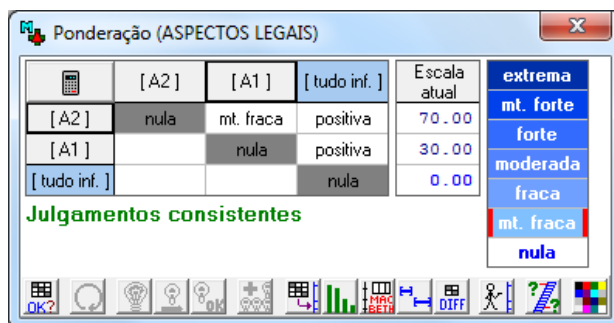 Ponderação (ASPECTOS LEGAIS)
[ A2 ] [ A1 ] [ tudo inf. ] Escala atual
[ A2 ] nula mt. fraca positiva 70.00
[ A1 ] nula positiva 30.00
[ tudo inf. ] nula 0.00
extrema
mt. forte
forte
moderada
fraca
mt. fraca
nula
Julgamentos consistentes
OK? OK MAC BETH DIFF